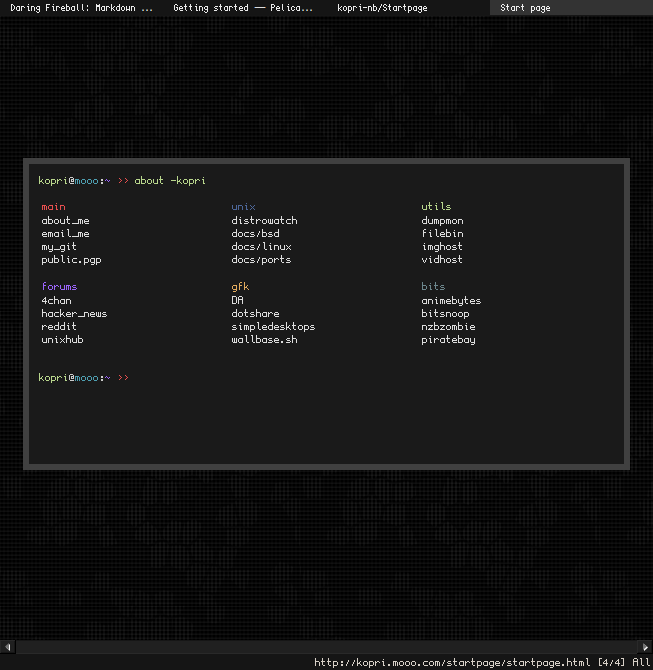 Daring Fireball: Markdown ... Getting started —— Pelica... kopri-nb/Startpage Start page
kopri@mooo:~ >> about -kopri
main unix utils
about_me distrowatch dumpmon
email_me docs/bsd filebin
my_git docs/linux imghost
public.pgp docs/ports vidhost
forums gfk bits
4chan DA animebytes
hacker_news dotshare bitsnoop
reddit simpledesktops nzbzombie
unixhub wallbase.sh piratebay
kopri@mooo:~ >>
http://kopri.mooo.com/startpage/startpage.html [4/4] All